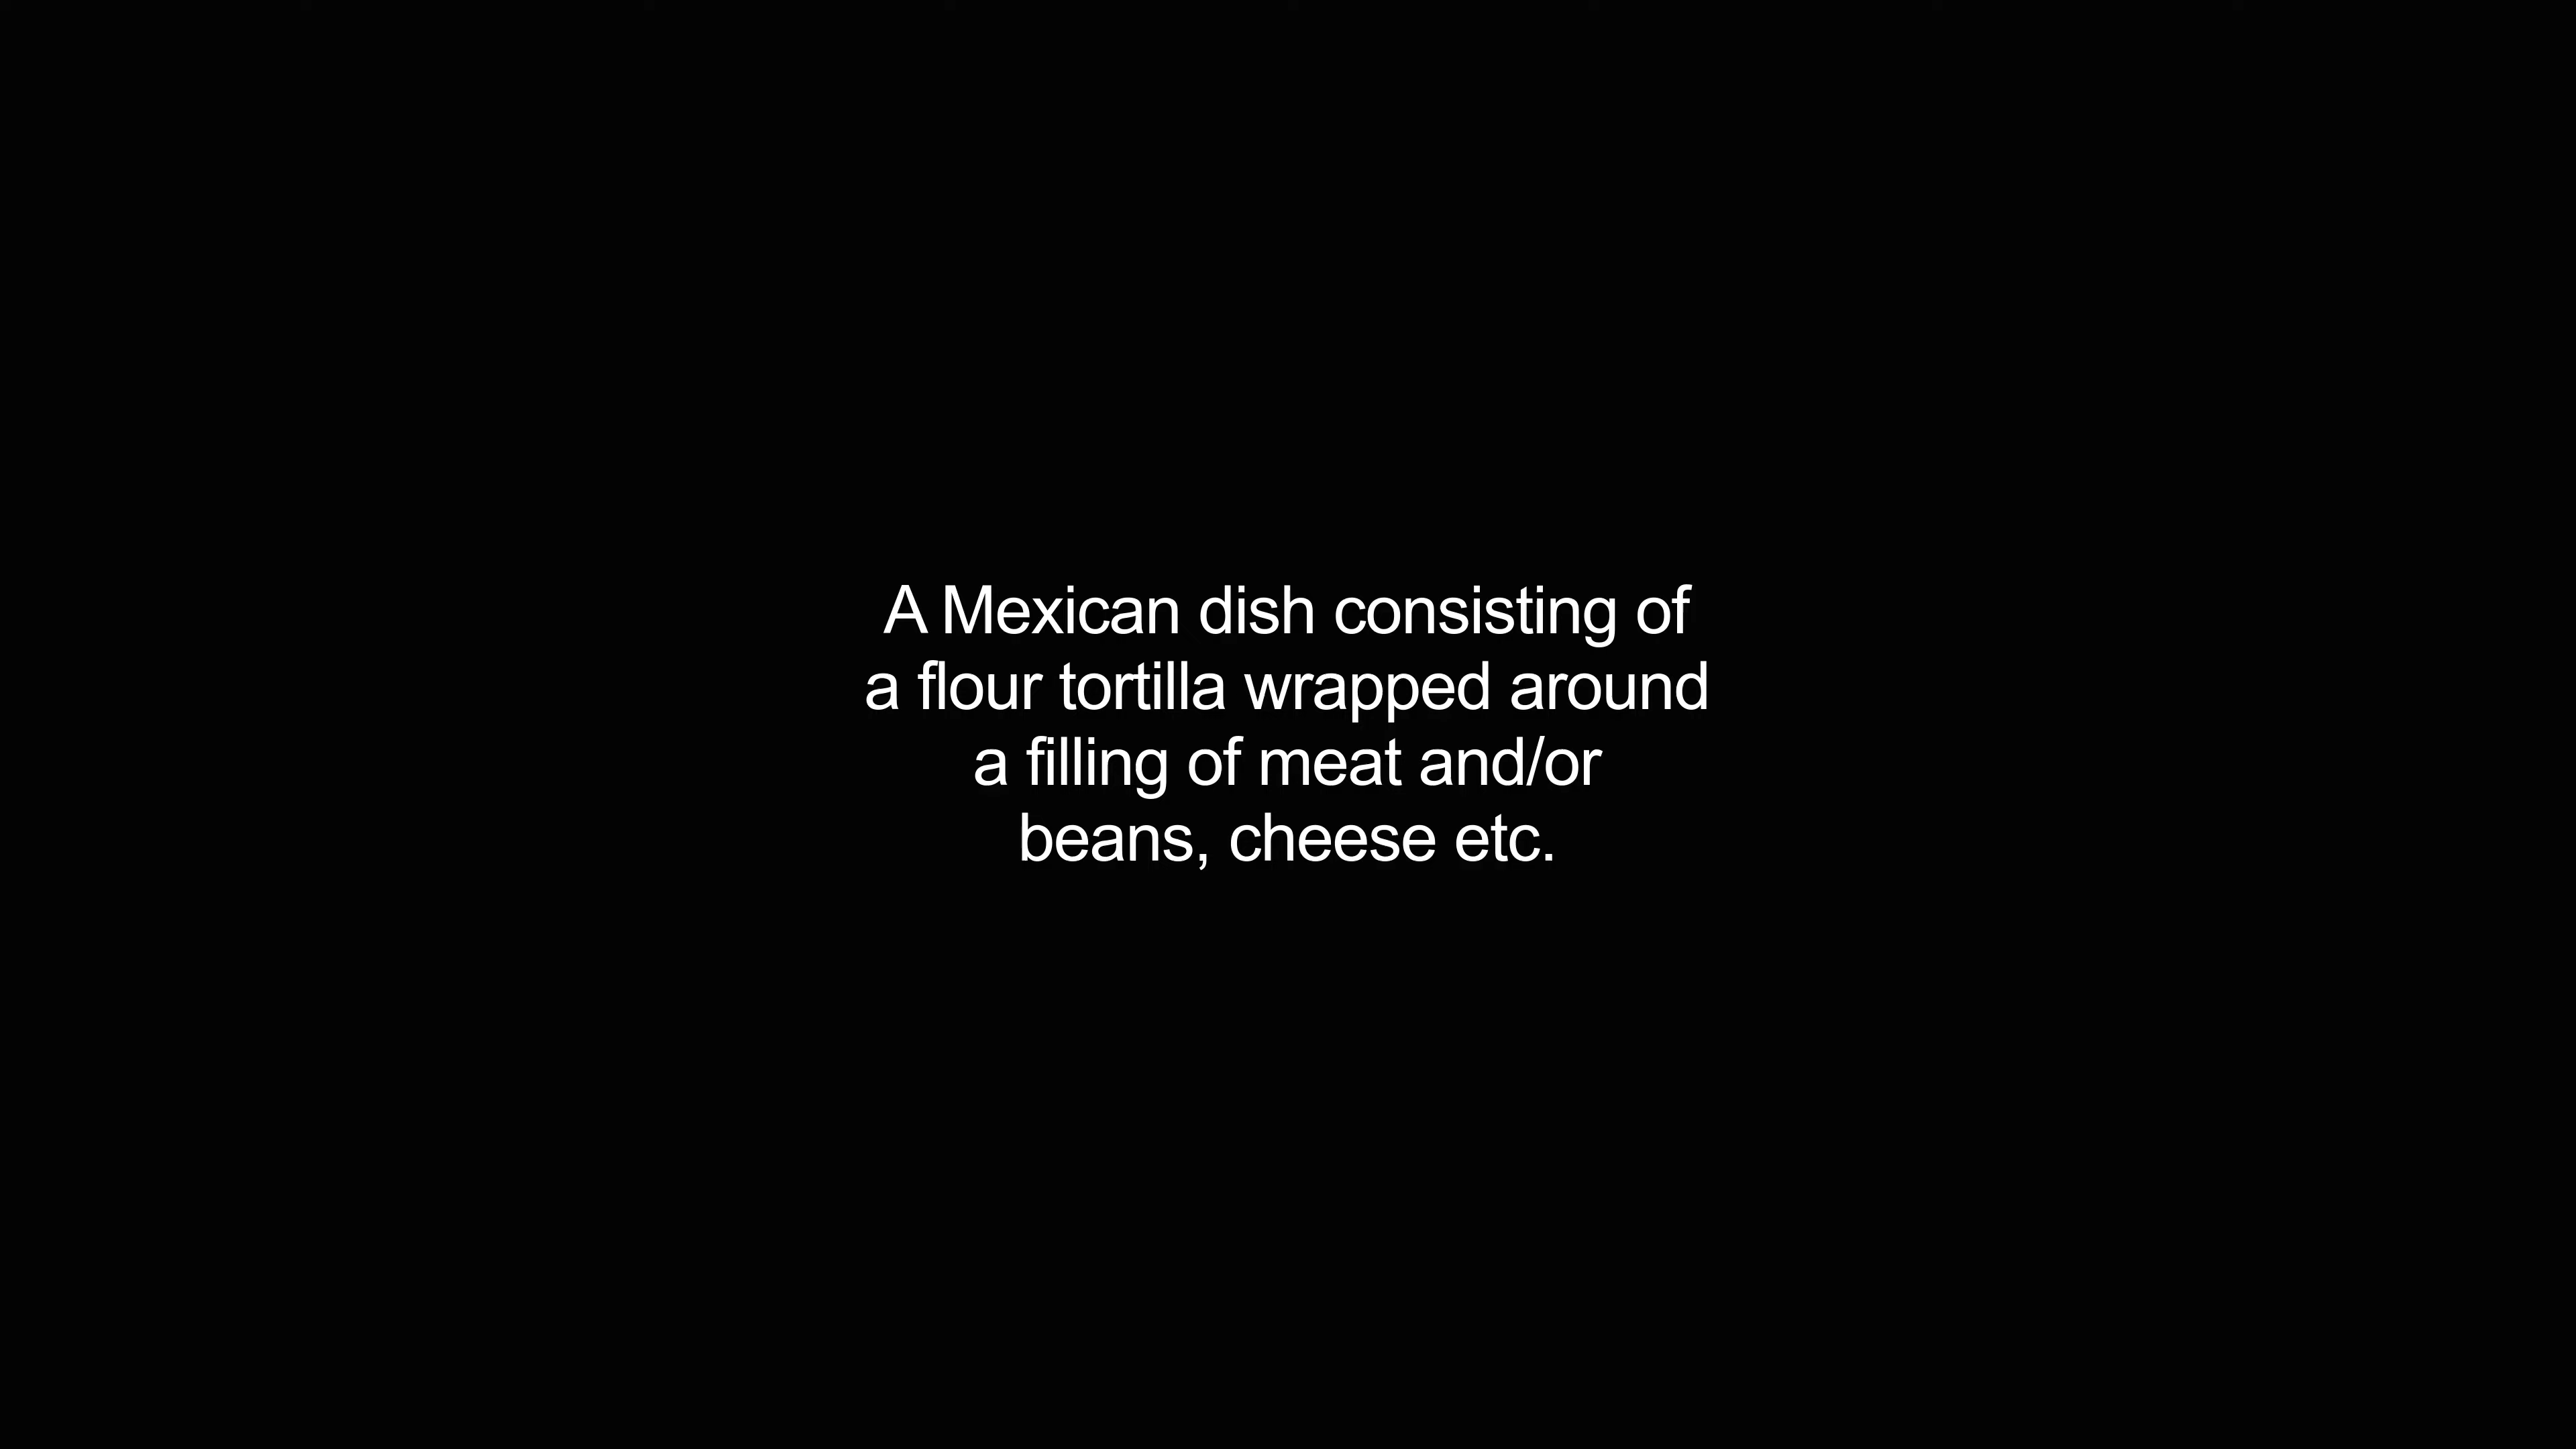 A Mexican dish consisting of
a flour tortilla wrapped around
a filling of meat and/or
beans, cheese etc.